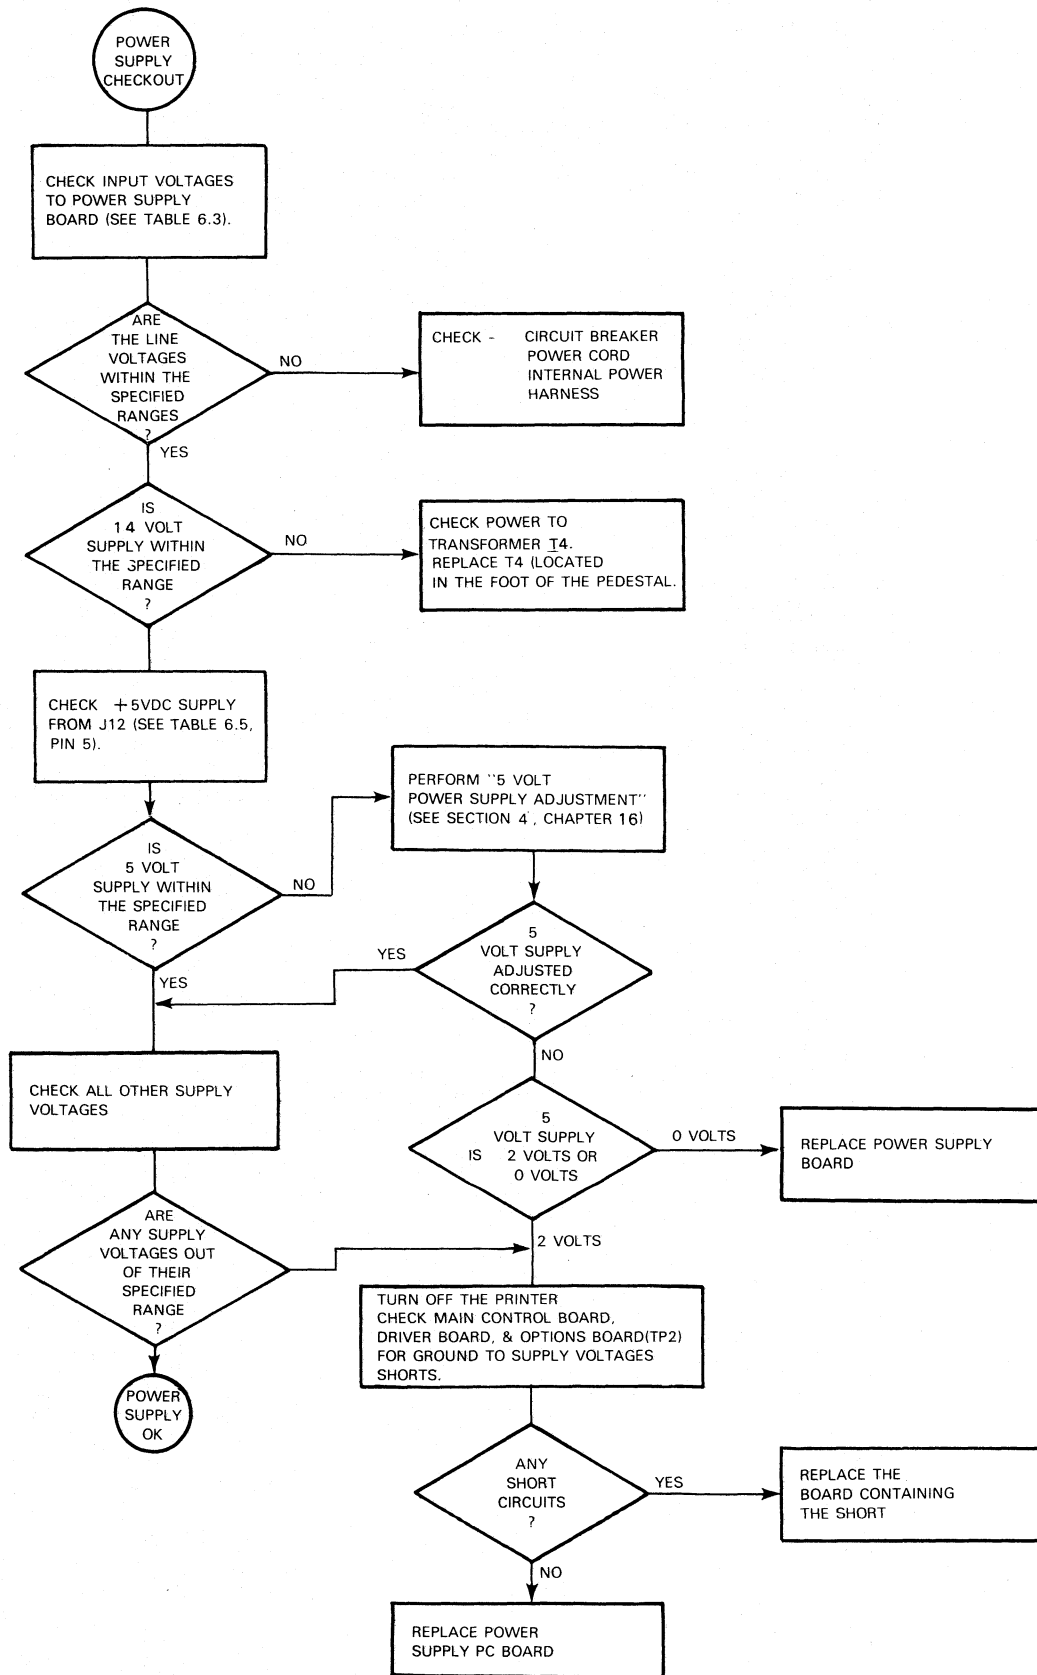 POWER
SUPPLY
CHECKOUT
CHECK INPUT VOLTAGES
TO POWER SUPPLY
BOARD (SEE TABLE 6.3).
ARE
THE LINE
VOLTAGES
WITHIN THE
SPECIFIED
RANGES
?
NO
CHECK - CIRCUIT BREAKER
POWER CORD
INTERNAL POWER
HARNESS
YES
IS
14 VOLT
SUPPLY WITHIN
THE SPECIFIED
RANGE
?
NO
CHECK POWER TO
TRANSFORMER T4.
REPLACE T4 (LOCATED
IN THE FOOT OF THE PEDESTAL.
CHECK +5VDC SUPPLY
FROM J12 (SEE TABLE 6.5,
PIN 5).
IS
5 VOLT
SUPPLY WITHIN
THE SPECIFIED
RANGE
?
NO
PERFORM "5 VOLT
POWER SUPPLY ADJUSTMENT"
(SEE SECTION 4, CHAPTER 16)
YES
5
VOLT SUPPLY
ADJUSTED
CORRECTLY
?
YES
NO
CHECK ALL OTHER SUPPLY
VOLTAGES
5
VOLT SUPPLY
IS 2 VOLTS OR
0 VOLTS
0 VOLTS
REPLACE POWER SUPPLY
BOARD
2 VOLTS
ARE
ANY SUPPLY
VOLTAGES OUT
OF THEIR
SPECIFIED
RANGE
?
TURN OFF THE PRINTER
CHECK MAIN CONTROL BOARD,
DRIVER BOARD, & OPTIONS BOARD(TP2)
FOR GROUND TO SUPPLY VOLTAGES
SHORTS.
POWER
SUPPLY
OK
ANY
SHORT
CIRCUITS
?
YES
REPLACE THE
BOARD CONTAINING
THE SHORT
NO
REPLACE POWER
SUPPLY PC BOARD